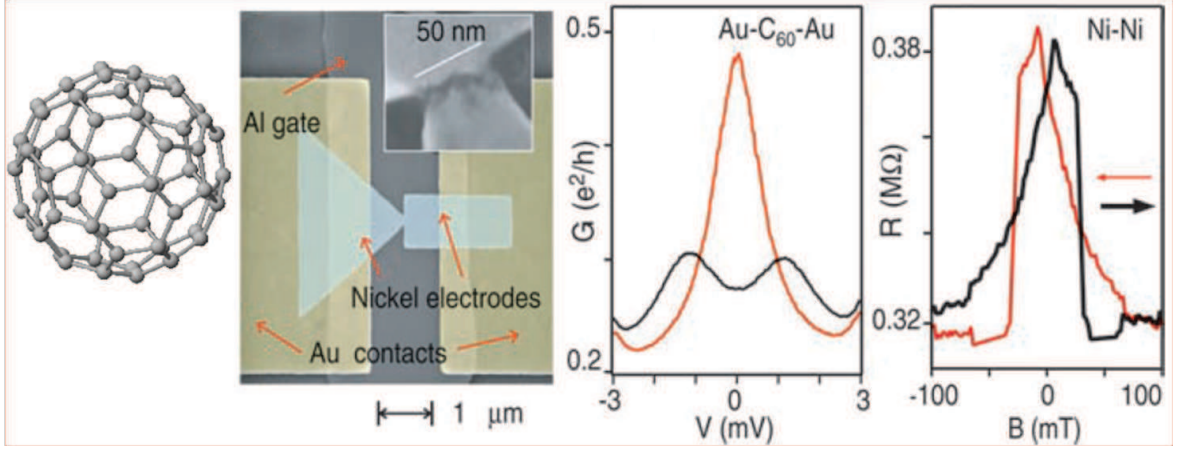 50 nm
Al gate
Nickel electrodes
Au contacts
1 μm
Au-C60-Au
0.5
G (e²/h)
0.2
-3
0
3
V (mV)
Ni-Ni
0.38
R (MΩ)
0.32
-100
0
100
B (mT)